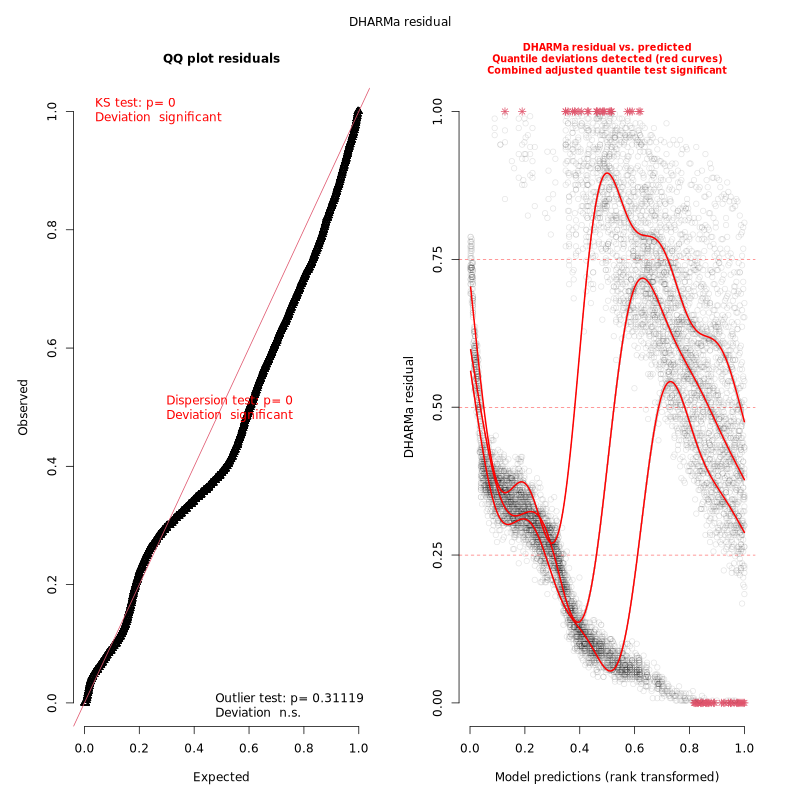 DHARMa residual
QQ plot residuals
KS test: p= 0
Deviation  significant
Dispersion test: p= 0
Deviation  significant
Outlier test: p= 0.31119
Deviation  n.s.
Observed
0.0 0.2 0.4 0.6 0.8 1.0
0.0 0.2 0.4 0.6 0.8 1.0
Expected
DHARMa residual vs. predicted
Quantile deviations detected (red curves)
Combined adjusted quantile test significant
DHARMa residual
0.00 0.25 0.50 0.75 1.00
0.0 0.2 0.4 0.6 0.8 1.0
Model predictions (rank transformed)